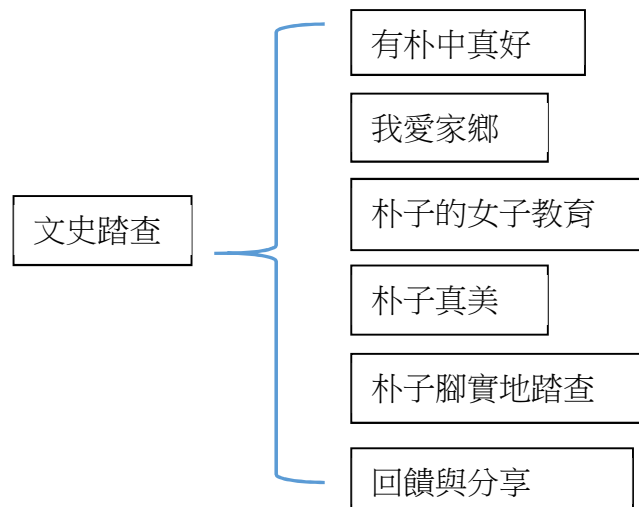 有朴中真好
我愛家鄉
文史踏查
朴子的女子教育
朴子真美
朴子腳實地踏查
回饋與分享